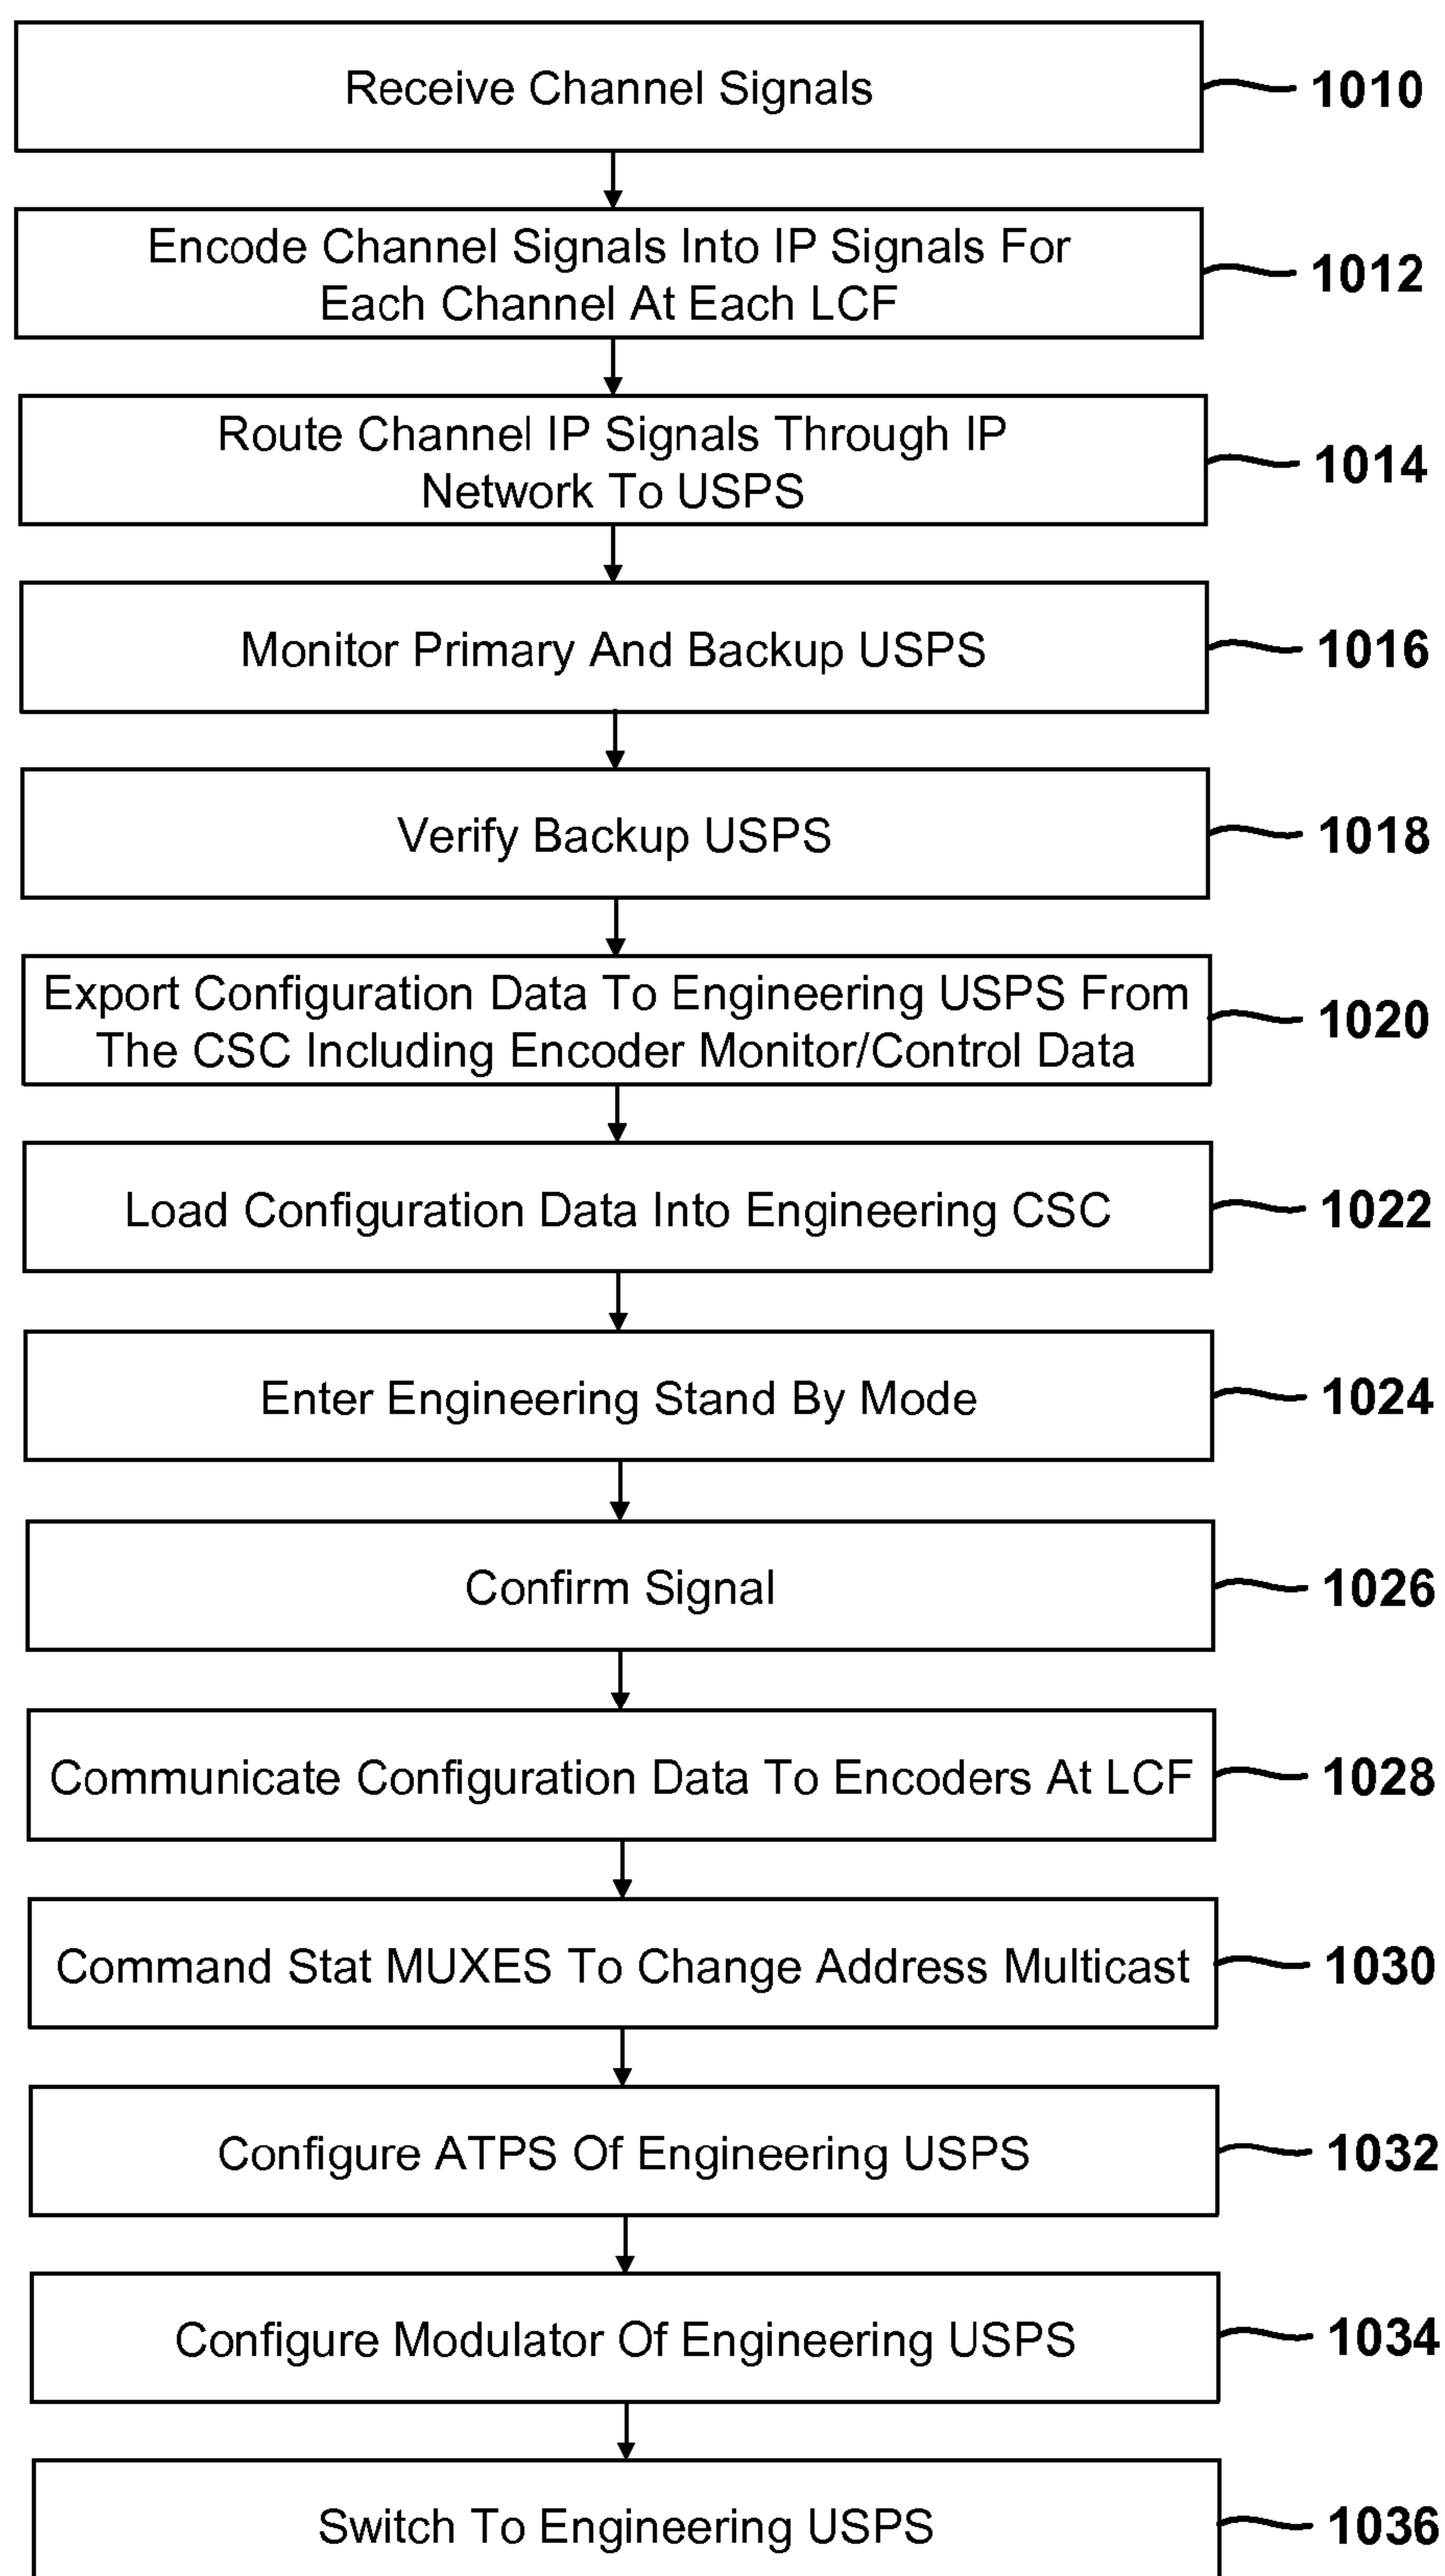 Receive Channel Signals
1010
Encode Channel Signals Into IP Signals For
Each Channel At Each LCF
1012
Route Channel IP Signals Through IP
Network To USPS
1014
Monitor Primary And Backup USPS
1016
Verify Backup USPS
1018
Export Configuration Data To Engineering USPS From
The CSC Including Encoder Monitor/Control Data
1020
Load Configuration Data Into Engineering CSC
1022
Enter Engineering Stand By Mode
1024
Confirm Signal
1026
Communicate Configuration Data To Encoders At LCF
1028
Command Stat MUXES To Change Address Multicast
1030
Configure ATPS Of Engineering USPS
1032
Configure Modulator Of Engineering USPS
1034
Switch To Engineering USPS
1036